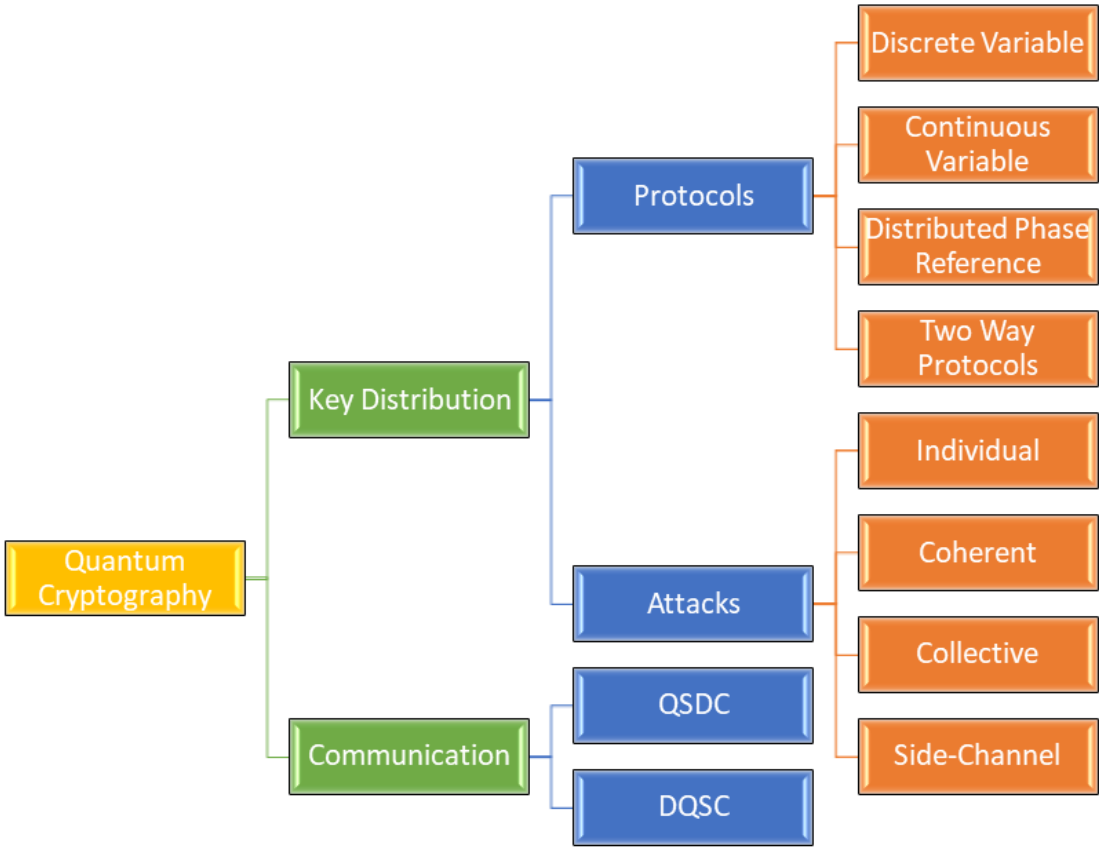 Quantum
Cryptography
Key Distribution
Communication
Protocols
Attacks
QSDC
DQSC
Discrete Variable
Continuous
Variable
Distributed Phase
Reference
Two Way
Protocols
Individual
Coherent
Collective
Side-Channel